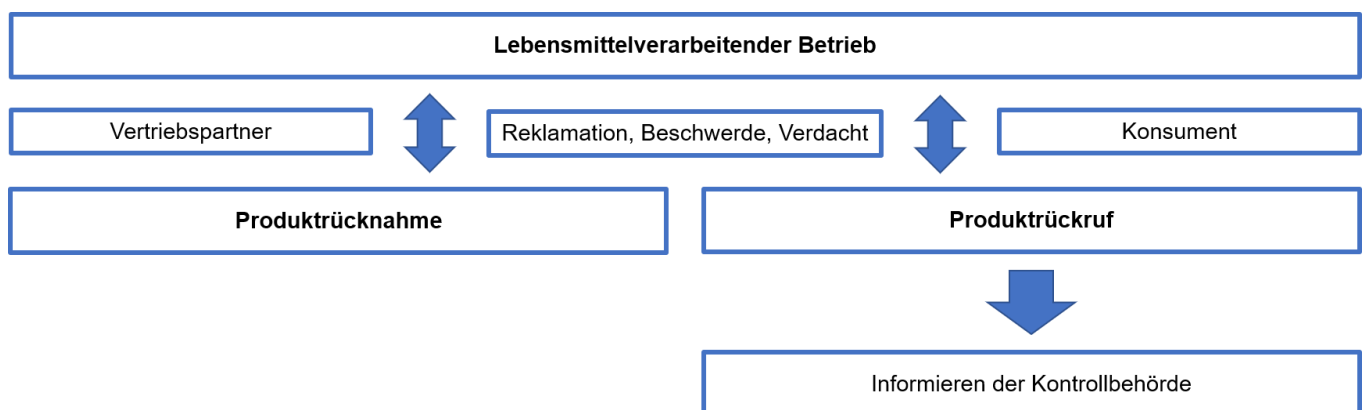 Lebensmittelverarbeitender Betrieb
Vertriebspartner
Reklamation, Beschwerde, Verdacht
Konsument
Produktrücknahme
Produktrückruf
Informieren der Kontrollbehörde